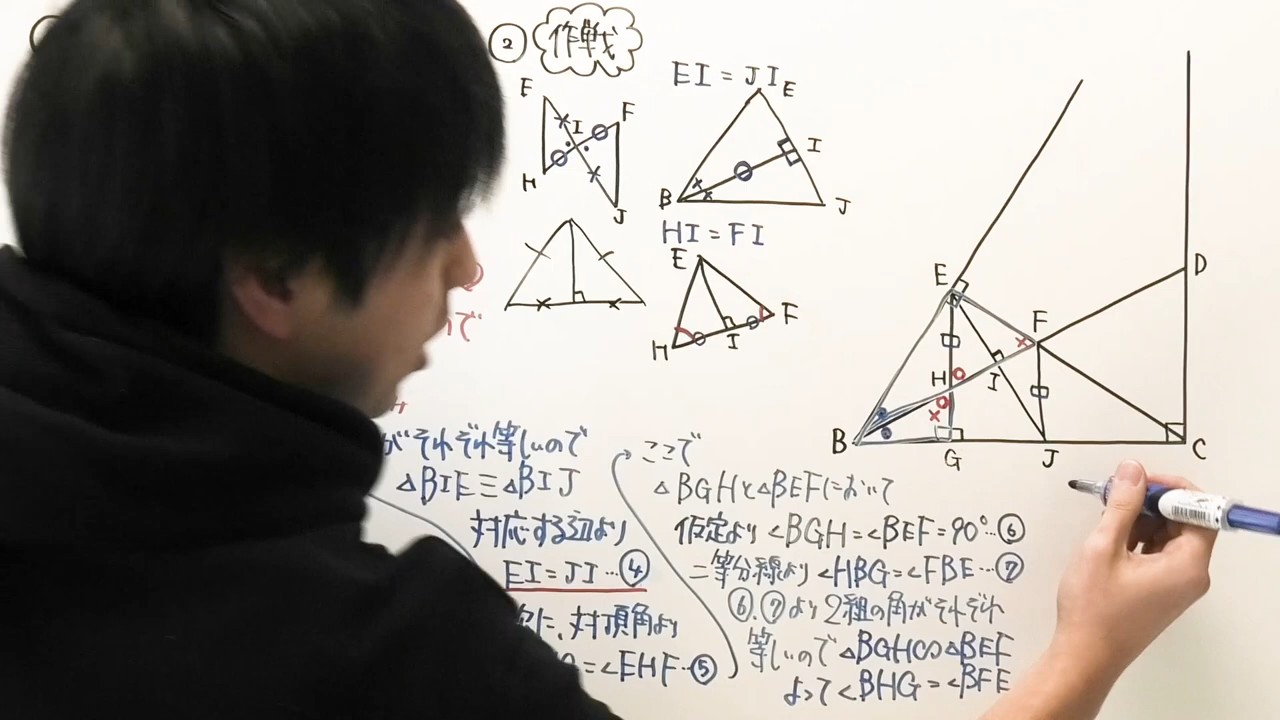 ② 作戦
E
F
I
H
J
EI = JI
E
I
B
J
HI = FI
E
F
I
H
E
D
F
H
I
B
G
J
C
で
がそれぞれ等しいので
△BIE≡△BIJ
対応する辺より
EI=JI…④
次に、対頂角より
=∠EHF…⑤
ここで
△BGHと△BEFにおいて
仮定より∠BGH=∠BEF=90°…⑥
二等分線より∠HBG=∠FBE…⑦
⑥,⑦より2組の角がそれぞれ
等しいので△BGH∽△BEF
よって∠BHG=∠BFE